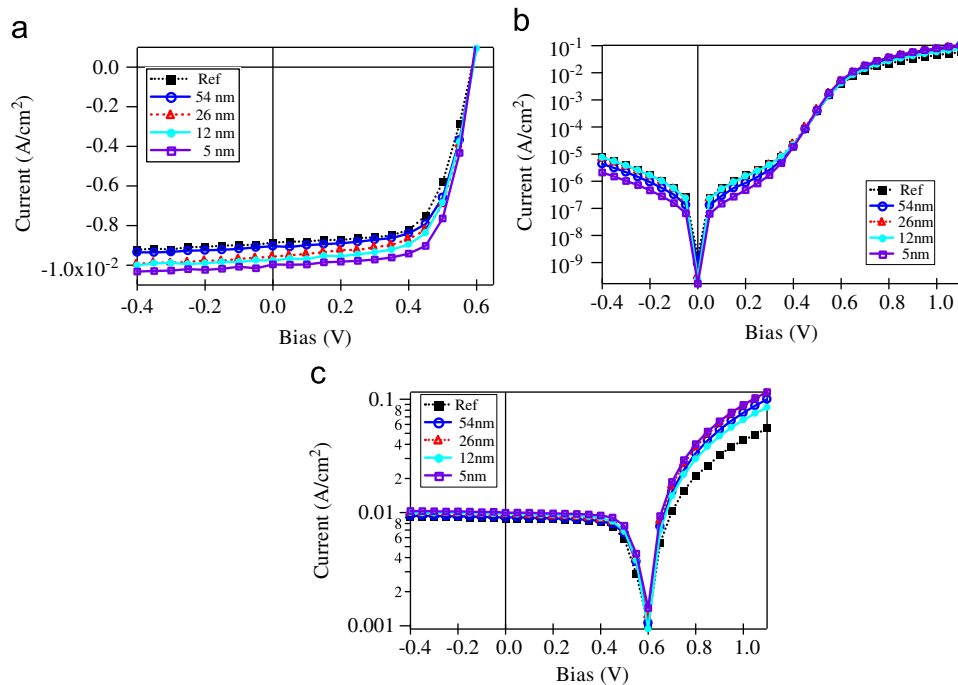 a
0.0
-0.2
-0.4
-0.6
-0.8
-1.0x10-2
Current (A/cm2)
Ref
54 nm
26 nm
12 nm
5 nm
-0.4 -0.2 0.0 0.2 0.4 0.6
Bias (V)
b
10-1
10-2
10-3
10-4
10-5
10-6
10-7
10-8
10-9
Current (A/cm2)
Ref
54nm
26nm
12nm
5nm
-0.4 -0.2 0.0 0.2 0.4 0.6 0.8 1.0
Bias (V)
c
0.1
8
6
4
2
0.01
8
6
4
2
0.001
Current (A/cm2)
Ref
54nm
26nm
12nm
5nm
-0.4 -0.2 0.0 0.2 0.4 0.6 0.8 1.0
Bias (V)